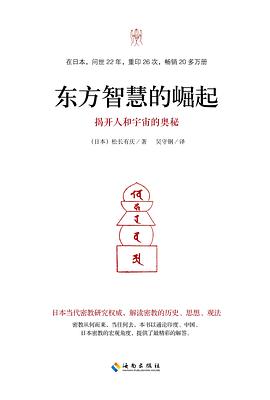 在日本，问世22年，重印26次，畅销20多万册
东方智慧的崛起
揭开人和宇宙的奥秘
（日本）松长有庆／著 吴守钢／译
日本当代密教研究权威，解读密教的历史、思想、观法
密教从何而来，当往何去，本书以通论印度、中国、
日本密教的宏观角度，提供了最精彩的解答。
海南出版社